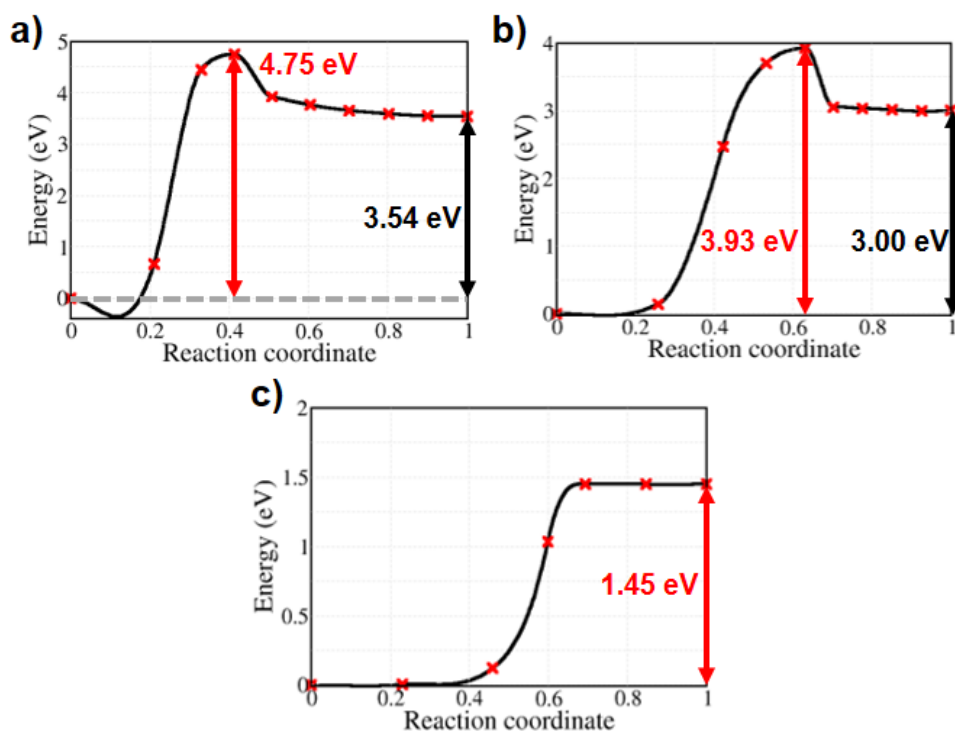 a)
5
4
3
2
1
0
Energy (eV)
4.75 eV
3.54 eV
0 0.2 0.4 0.6 0.8 1
Reaction coordinate
b)
4
3
2
1
0
Energy (eV)
3.93 eV
3.00 eV
0 0.2 0.4 0.6 0.8 1
Reaction coordinate
c)
2
1.5
1
0.5
0
Energy (eV)
1.45 eV
0 0.2 0.4 0.6 0.8 1
Reaction coordinate